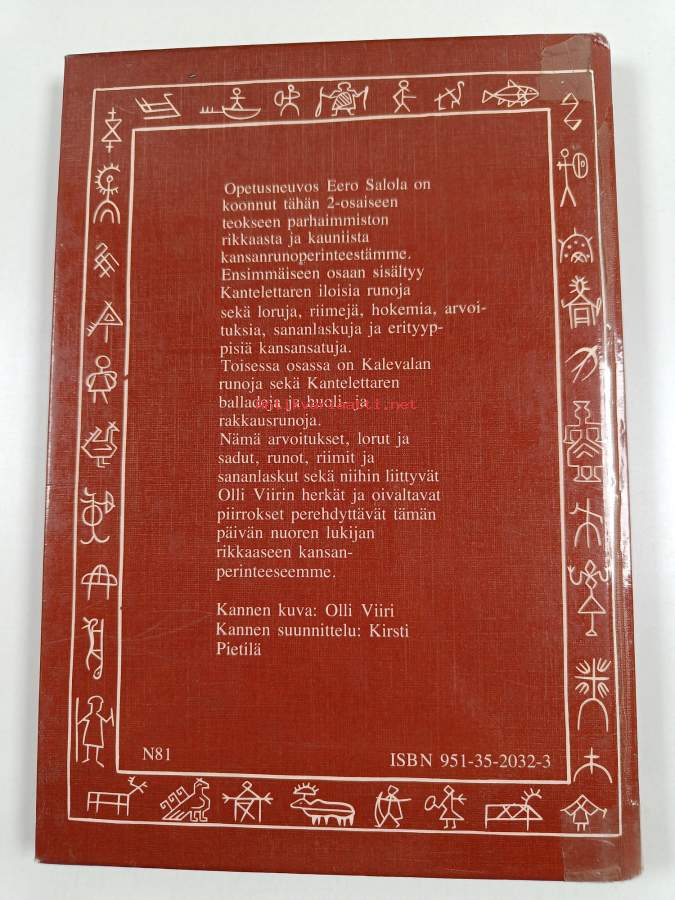 Opetusneuvos Eero Salola on
koonnut tähän 2-osaiseen
teokseen parhaimmiston
rikkaasta ja kauniista
kansanrunoperinteestämme.
Ensimmäiseen osaan sisältyy
Kantelettaren iloisia runoja
sekä loruja, riimejä, hokemia, arvoi-
tuksia, sananlaskuja ja erityyp-
pisiä kansansatuja.
Toisessa osassa on Kalevalan
runoja sekä Kantelettaren
balladeja ja huoli- ja
rakkausrunoja.
Nämä arvoitukset, lorut ja
sadut, runot, riimit ja
sananlaskut sekä niihin liittyvät
Olli Viirin herkät ja oivaltavat
piirrokset perehdyttävät tämän
päivän nuoren lukijan
rikkaaseen kansan-
perinteeseemme.
Kannen kuva: Olli Viiri
Kannen suunnittelu: Kirsti
Pietilä
N81
ISBN 951-35-2032-3